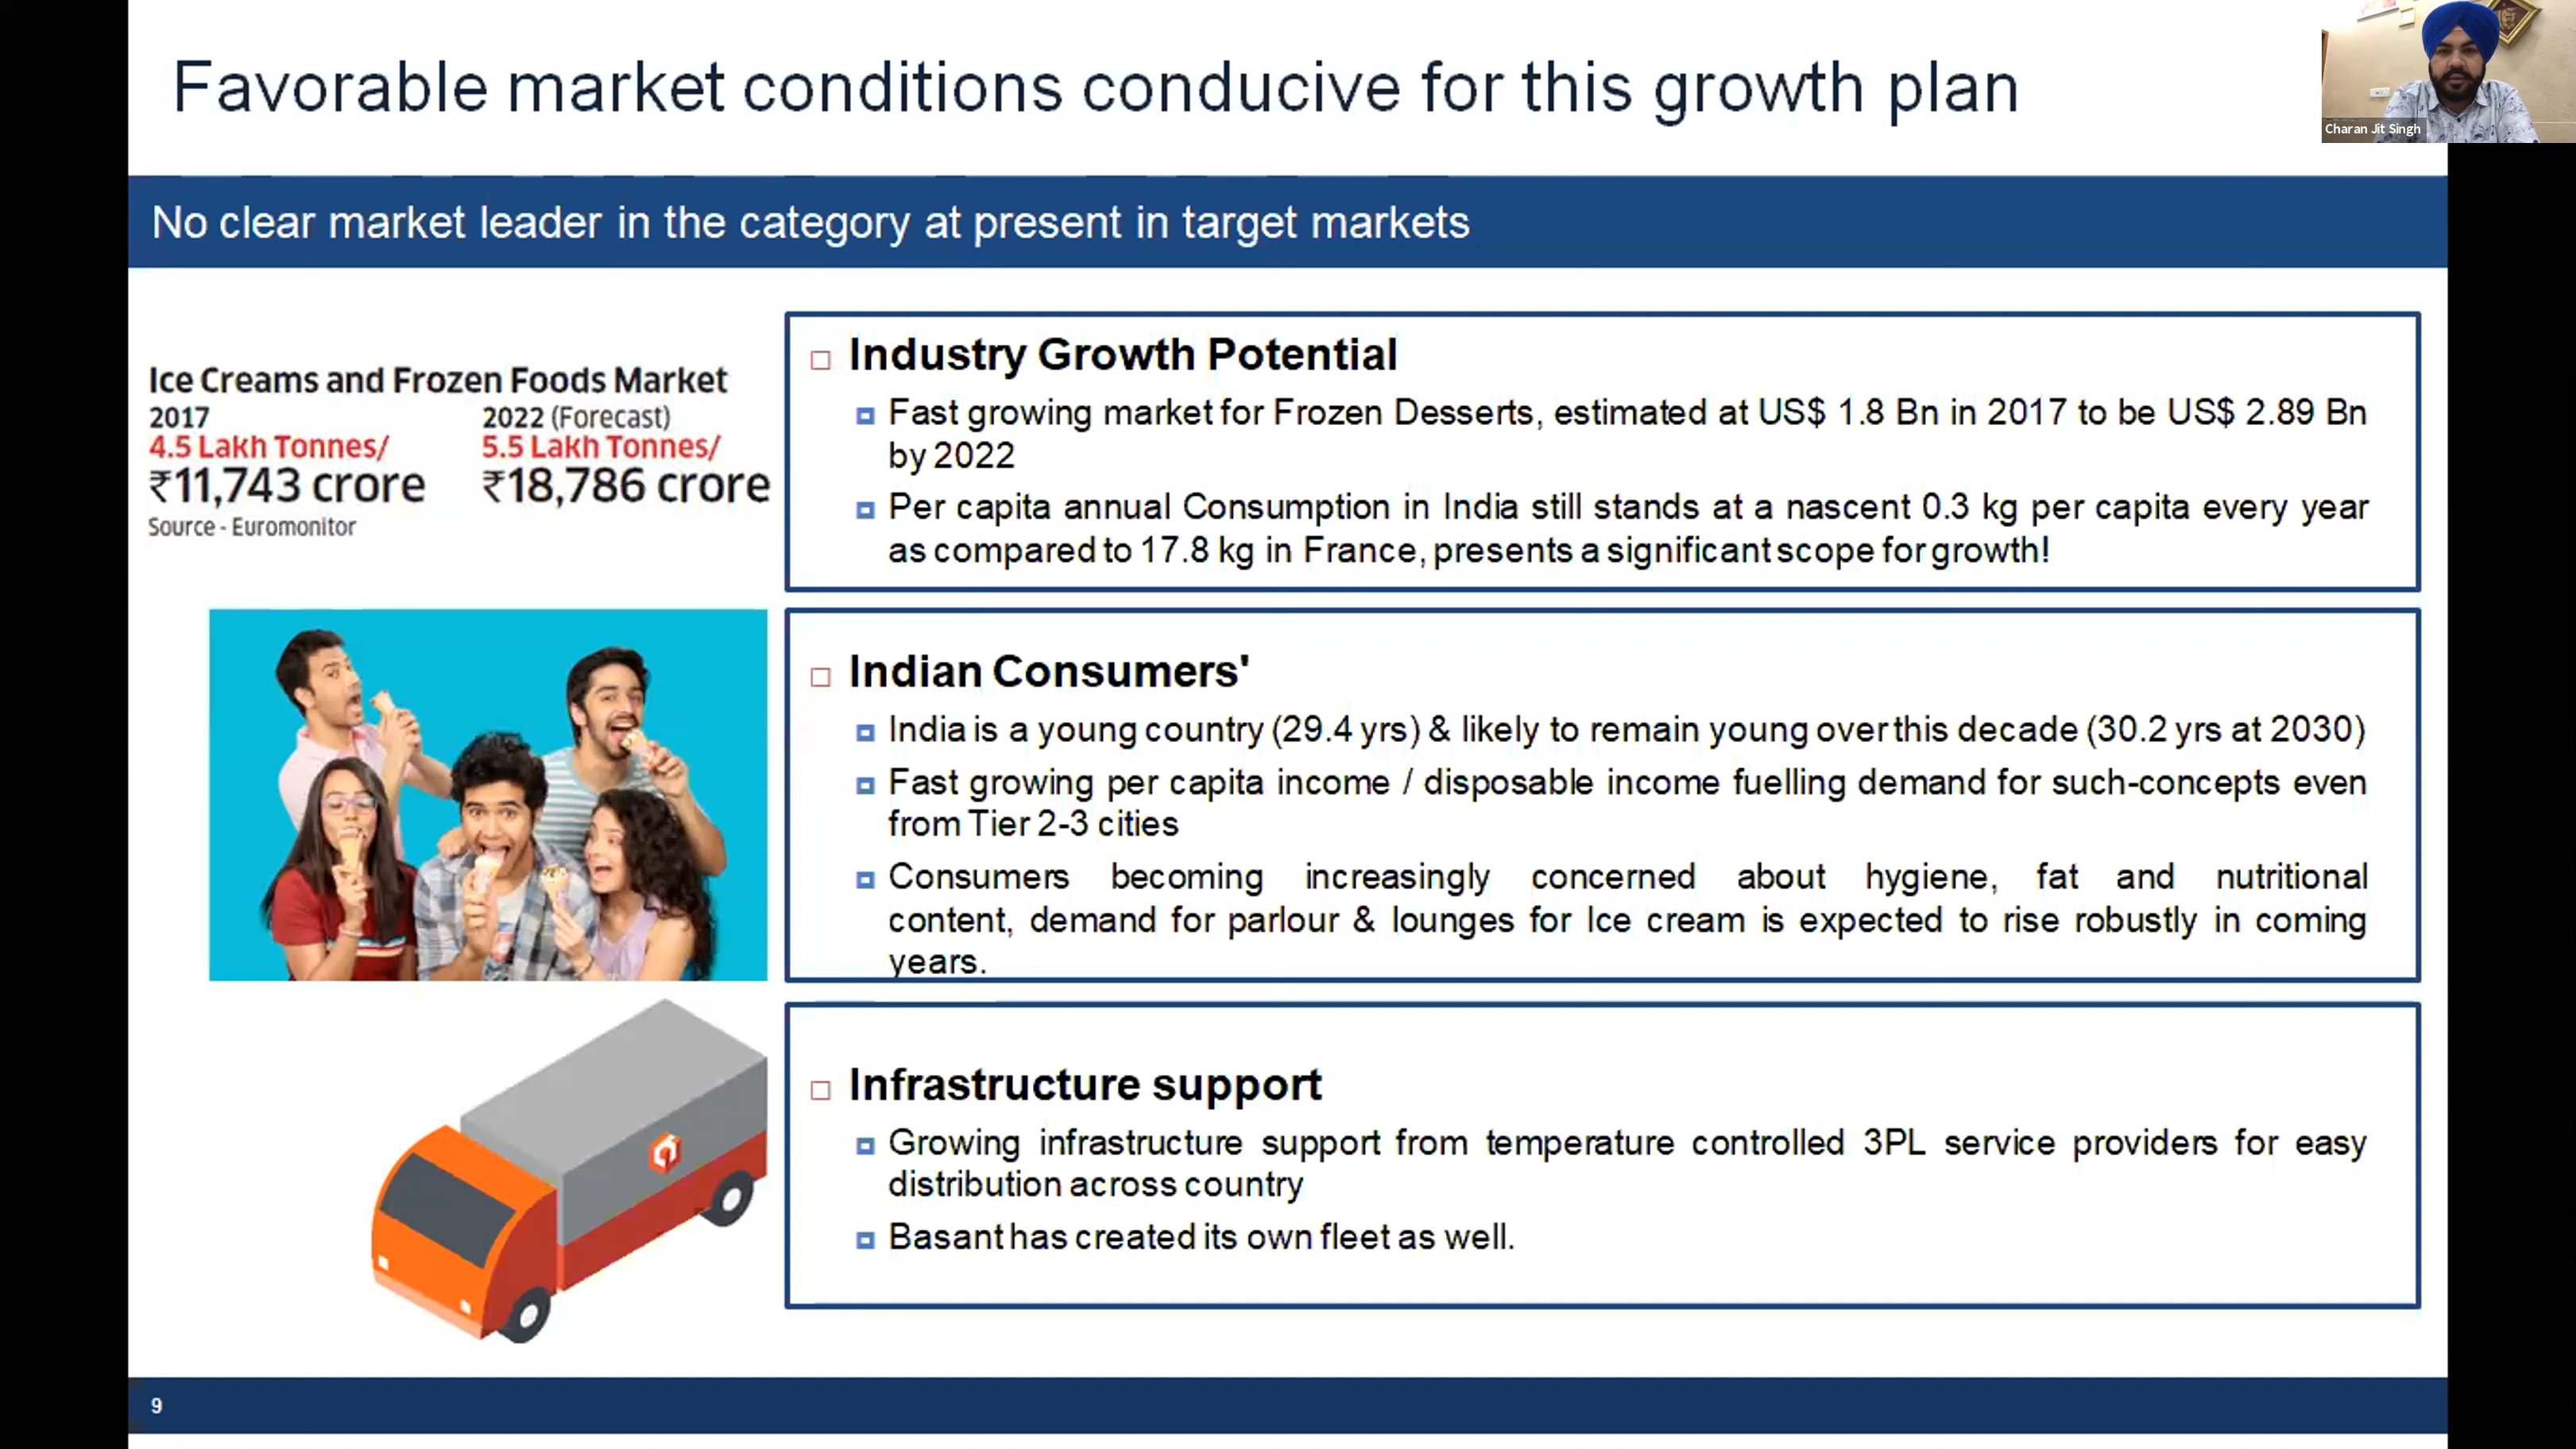 Favorable market conditions conducive for this growth plan
Charan Jit Singh
No clear market leader in the category at present in target markets
Ice Creams and Frozen Foods Market
2017 2022 (Forecast)
4.5 Lakh Tonnes/ 5.5 Lakh Tonnes/
₹11,743 crore ₹18,786 crore
Source - Euromonitor
Industry Growth Potential
Fast growing market for Frozen Desserts, estimated at US$ 1.8 Bn in 2017 to be US$ 2.89 Bn
by 2022
Per capita annual Consumption in India still stands at a nascent 0.3 kg per capita every year
as compared to 17.8 kg in France, presents a significant scope for growth!
Indian Consumers'
India is a young country (29.4 yrs) & likely to remain young over this decade (30.2 yrs at 2030)
Fast growing per capita income / disposable income fuelling demand for such-concepts even
from Tier 2-3 cities
Consumers becoming increasingly concerned about hygiene, fat and nutritional
content, demand for parlour & lounges for Ice cream is expected to rise robustly in coming
years.
Infrastructure support
Growing infrastructure support from temperature controlled 3PL service providers for easy
distribution across country
Basant has created its own fleet as well.
9